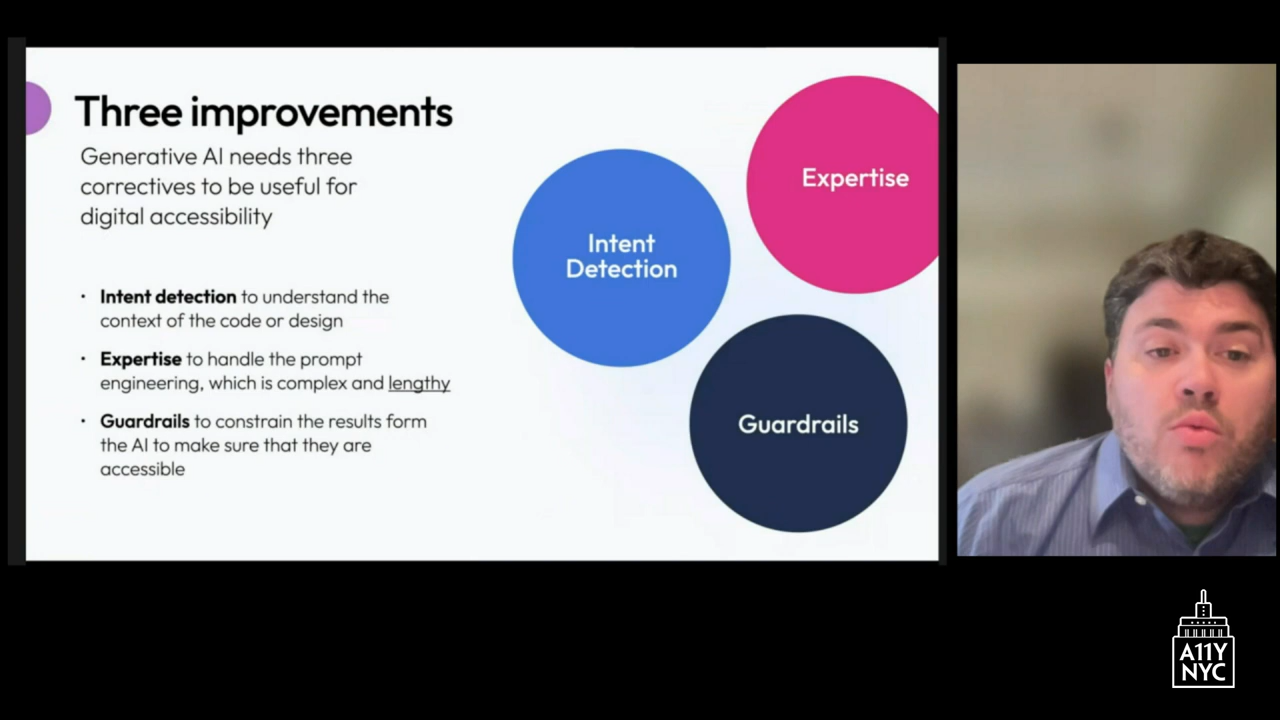 Three improvements
Generative AI needs three
correctives to be useful for
digital accessibility
· Intent detection to understand the
context of the code or design
· Expertise to handle the prompt
engineering, which is complex and lengthy
· Guardrails to constrain the results form
the AI to make sure that they are
accessible
Intent
Detection
Expertise
Guardrails
A11Y
NYC